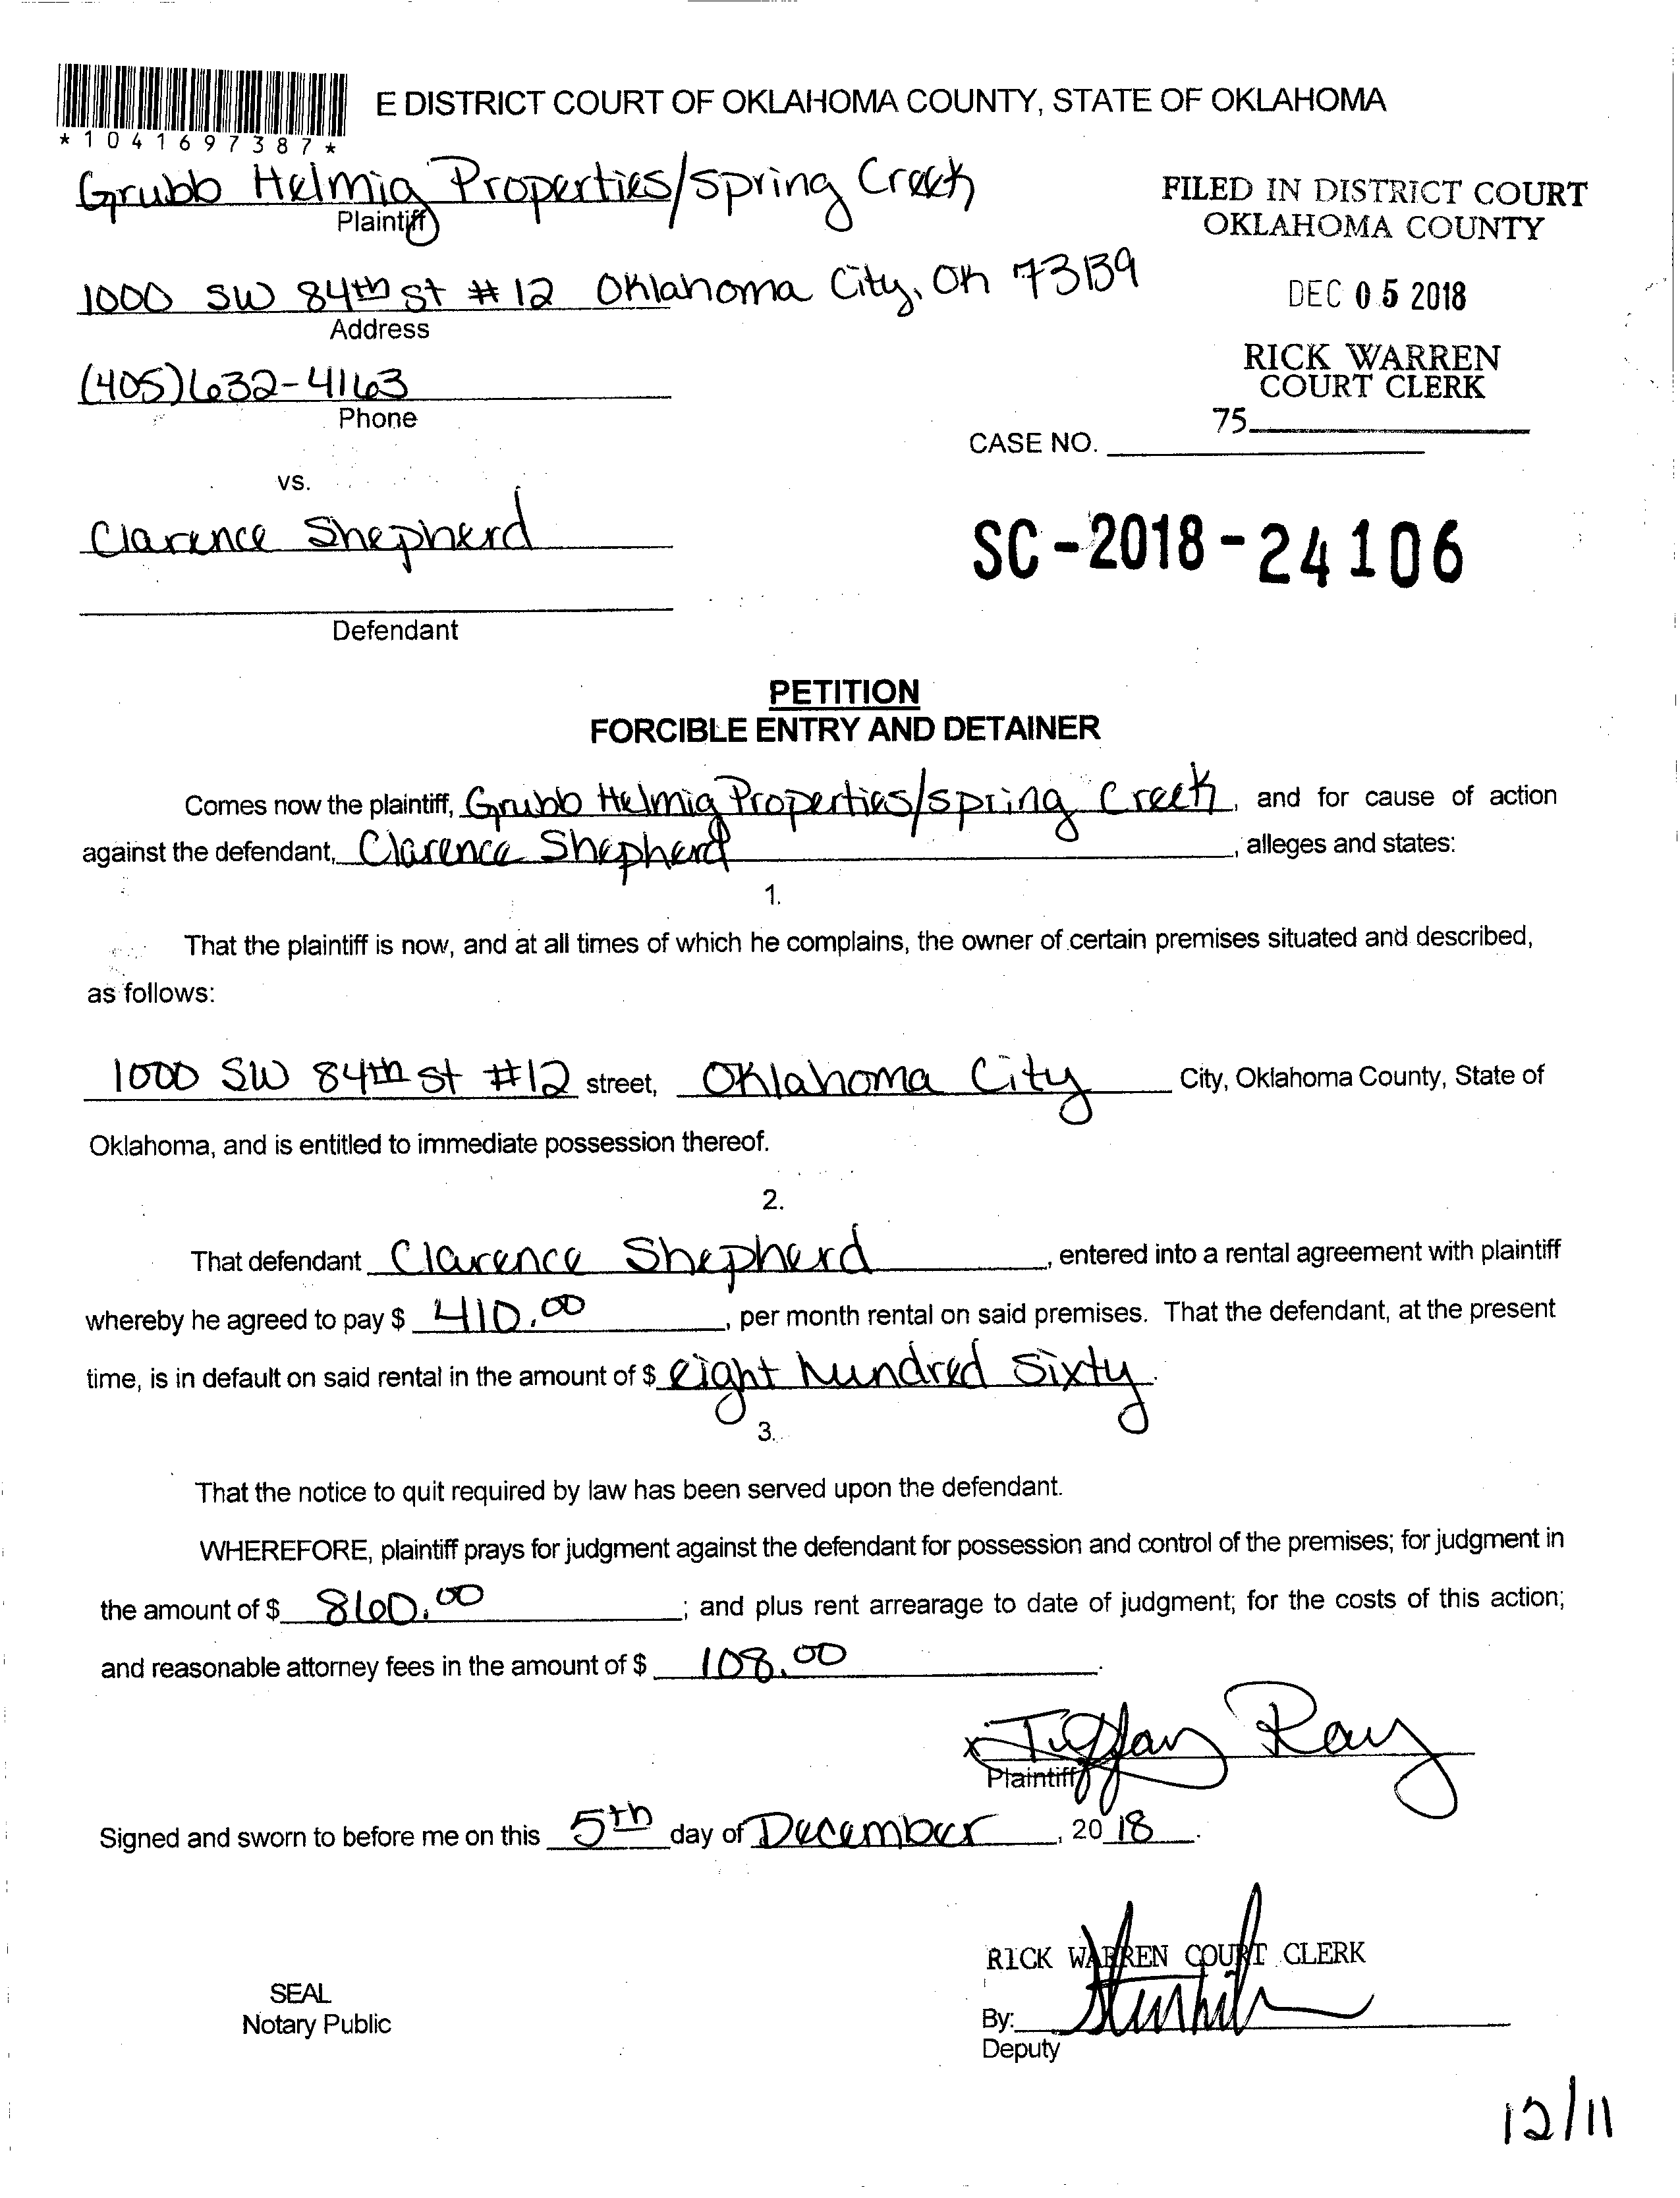 E DISTRICT COURT OF OKLAHOMA COUNTY, STATE OF OKLAHOMA
*1041697387*
Grubb Helmig Properties/Spring Creek
Plaintiff
FILED IN DISTRICT COURT
OKLAHOMA COUNTY
1000 SW 84th St #12 Oklahoma City, OK 73139
Address
DEC 05 2018
(405)632-4163
Phone
RICK WARREN
COURT CLERK
75
CASE NO.
vs.
Clarence Shepherd
SC-2018-24106
Defendant
PETITION
FORCIBLE ENTRY AND DETAINER
Comes now the plaintiff, Grubb Helmig Properties/Spring Creek, and for cause of action
against the defendant, Clarence Shepherd, alleges and states:
1.
That the plaintiff is now, and at all times of which he complains, the owner of certain premises situated and described,
as follows:
1000 SW 84th St #12 street, Oklahoma City City, Oklahoma County, State of
Oklahoma, and is entitled to immediate possession thereof.
2.
That defendant Clarence Shepherd, entered into a rental agreement with plaintiff
whereby he agreed to pay $ 410.00, per month rental on said premises. That the defendant, at the present
time, is in default on said rental in the amount of $ eight hundred sixty.
3.
That the notice to quit required by law has been served upon the defendant.
WHEREFORE, plaintiff prays for judgment against the defendant for possession and control of the premises; for judgment in
the amount of $ 860.00; and plus rent arrearage to date of judgment; for the costs of this action;
and reasonable attorney fees in the amount of $ 108.00.
x Tiffany Ray
Plaintiff
Signed and sworn to before me on this 5th day of December, 2018.
RICK WARREN COURT CLERK
SEAL
Notary Public
By:
Deputy
12/11